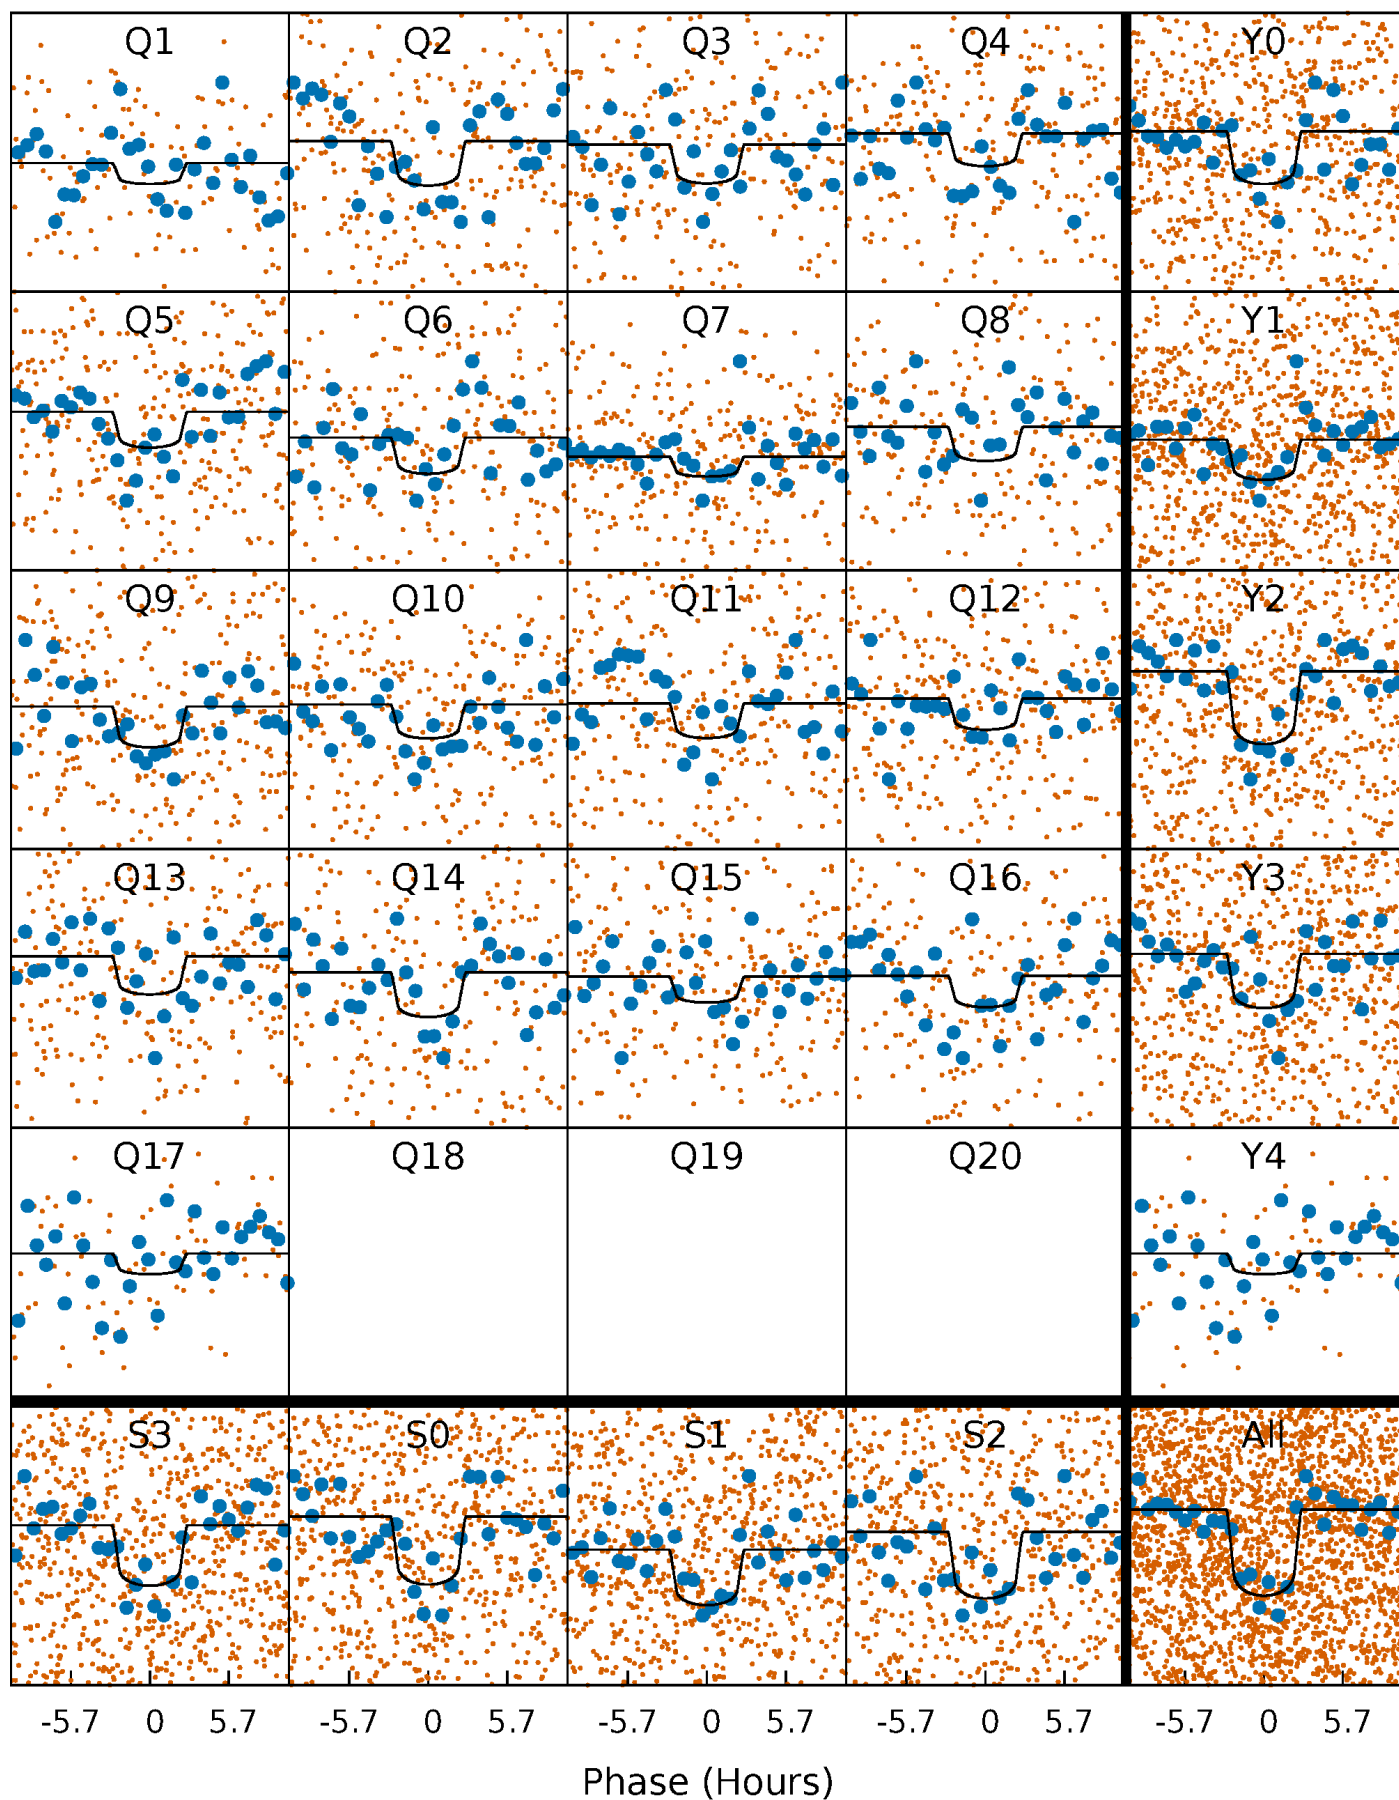 Q1 Q2 Q3 Q4 Y0
Q5 Q6 Q7 Q8 Y1
Q9 Q10 Q11 Q12 Y2
Q13 Q14 Q15 Q16 Y3
Q17 Q18 Q19 Q20 Y4
S3 S0 S1 S2 All
-5.7 0 5.7 -5.7 0 5.7 -5.7 0 5.7 -5.7 0 5.7 -5.7 0 5.7
Phase (Hours)